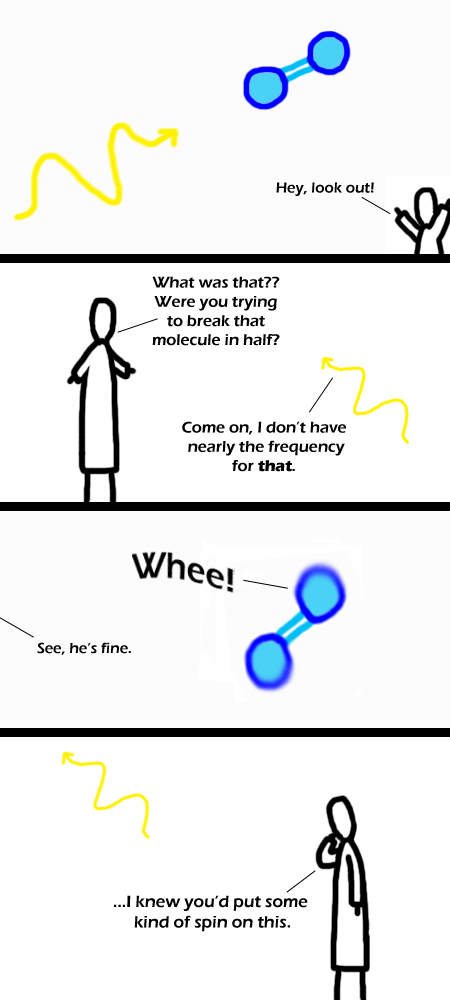 Hey, look out!
What was that??
Were you trying
to break that
molecule in half?
Come on, I don't have
nearly the frequency
for that.
Whee!
See, he's fine.
...I knew you'd put some
kind of spin on this.